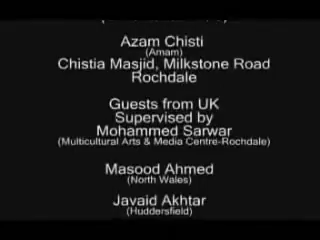 Azam Chisti
(Amam)
Chistia Masjid, Milkstone Road
Rochdale
Guests from UK
Supervised by
Mohammed Sarwar
(Multicultural Arts & Media Centre-Rochdale)
Masood Ahmed
(North Wales)
Javaid Akhtar
(Huddersfield)